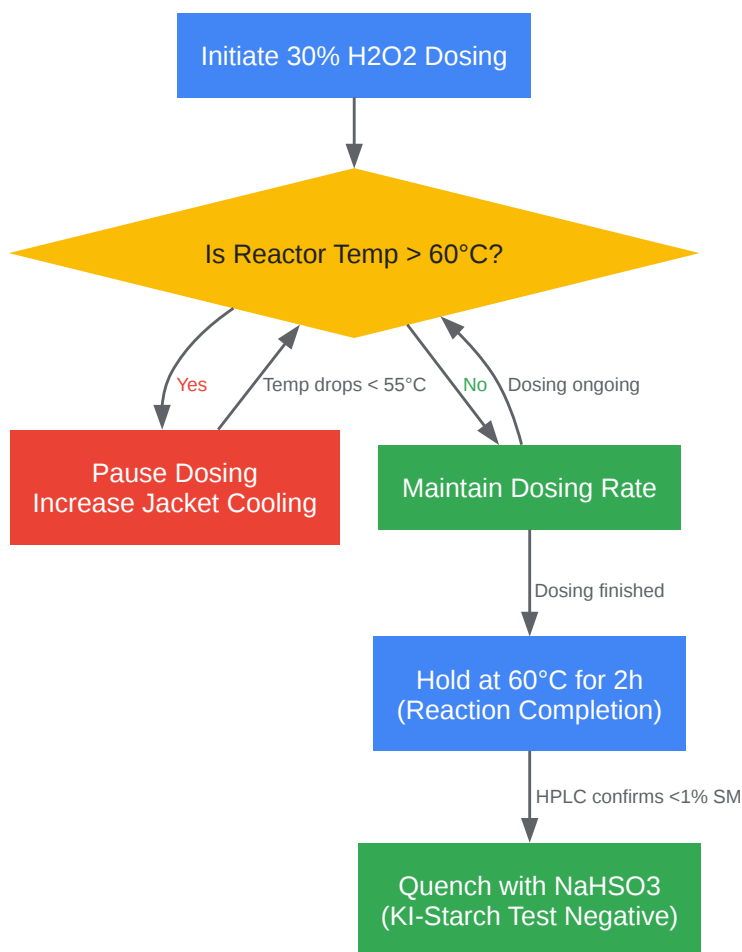 Initiate 30% H2O2 Dosing
Is Reactor Temp > 60°C?
Yes
Temp drops < 55°C
No
Dosing ongoing
Pause Dosing
Increase Jacket Cooling
Maintain Dosing Rate
Dosing finished
Hold at 60°C for 2h
(Reaction Completion)
HPLC confirms <1% SM
Quench with NaHSO3
(KI-Starch Test Negative)